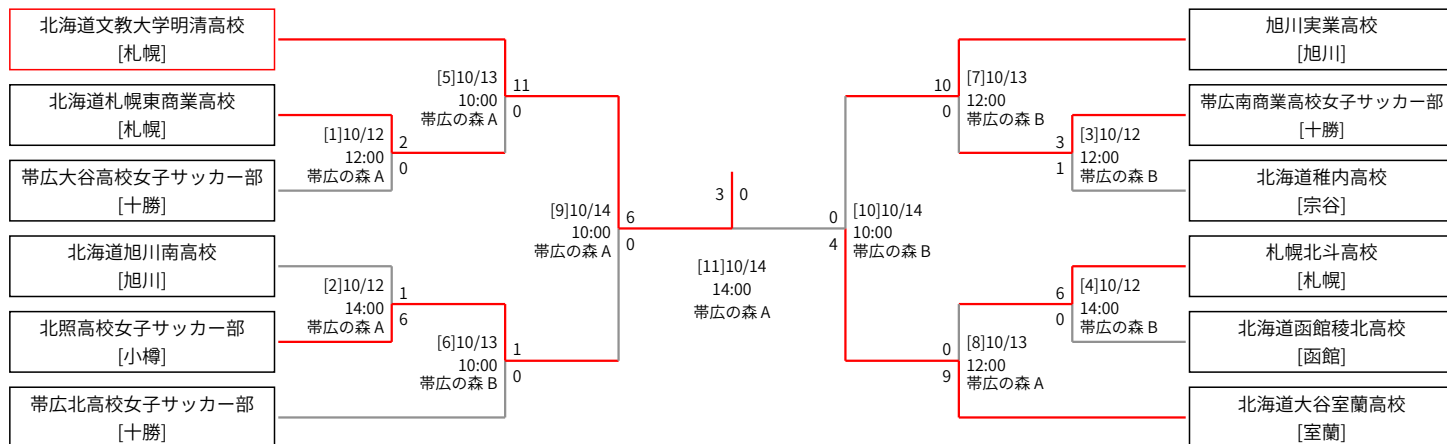 北海道文教大学明清高校
[札幌]
北海道札幌東商業高校
[札幌]
帯広大谷高校女子サッカー部
[十勝]
北海道旭川南高校
[旭川]
北照高校女子サッカー部
[小樽]
帯広北高校女子サッカー部
[十勝]
[1]10/12
12:00
帯広の森 A
2
0
[2]10/12
14:00
帯広の森 A
1
6
[5]10/13
10:00
帯広の森 A
11
0
[6]10/13
10:00
帯広の森 B
1
0
[9]10/14
10:00
帯広の森 A
6
0
3
0
[11]10/14
14:00
帯広の森 A
0
4
[10]10/14
10:00
帯広の森 B
10
0
[7]10/13
12:00
帯広の森 B
0
9
[8]10/13
12:00
帯広の森 A
3
1
[3]10/12
12:00
帯広の森 B
6
0
[4]10/12
14:00
帯広の森 B
旭川実業高校
[旭川]
帯広南商業高校女子サッカー部
[十勝]
北海道稚内高校
[宗谷]
札幌北斗高校
[札幌]
北海道函館稜北高校
[函館]
北海道大谷室蘭高校
[室蘭]